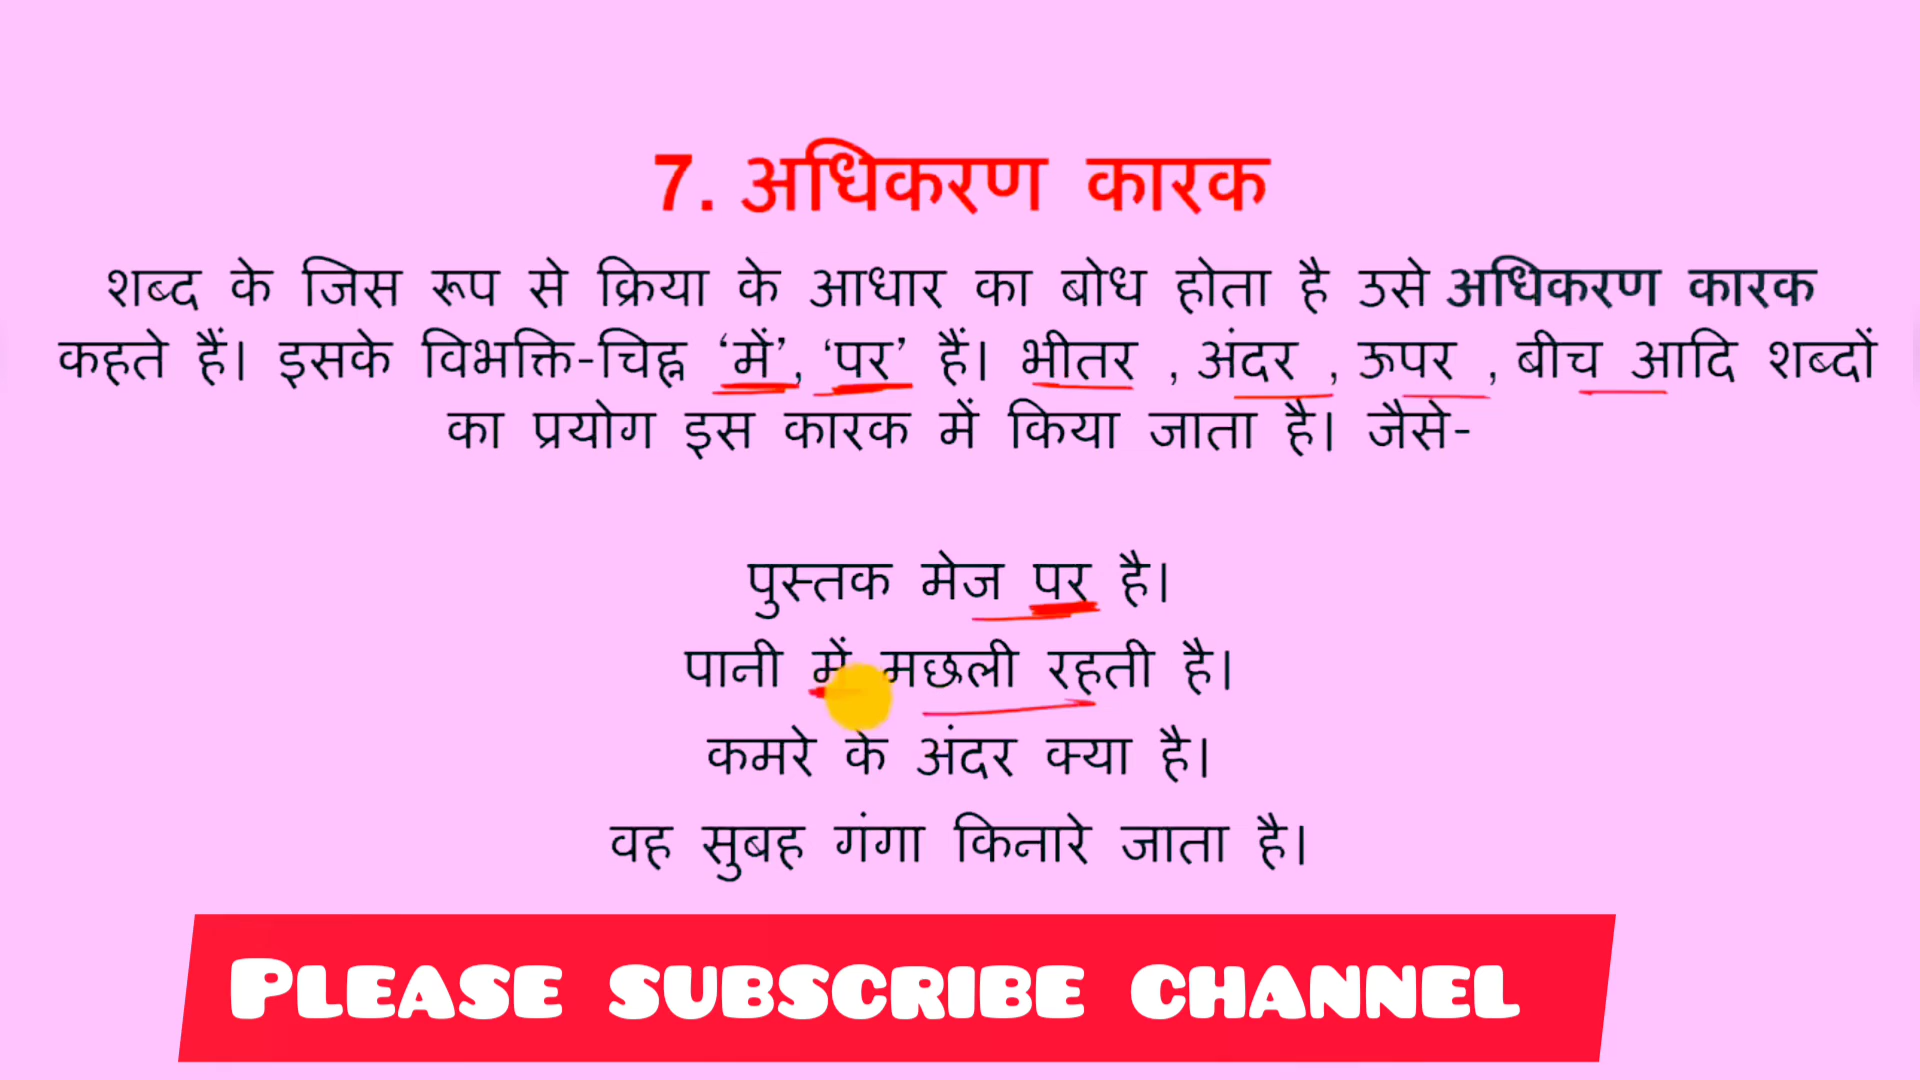 7. अधिकरण कारक
शब्द के जिस रूप से क्रिया के आधार का बोध होता है उसे अधिकरण कारक
कहते हैं। इसके विभक्ति-चिह्न ‘में’, ‘पर’ हैं। भीतर , अंदर , ऊपर , बीच आदि शब्दों
का प्रयोग इस कारक में किया जाता है। जैसे-
पुस्तक मेज पर है।
पानी में मछली रहती है।
कमरे के अंदर क्या है।
वह सुबह गंगा किनारे जाता है।
PLEASE SUBSCRIBE CHANNEL